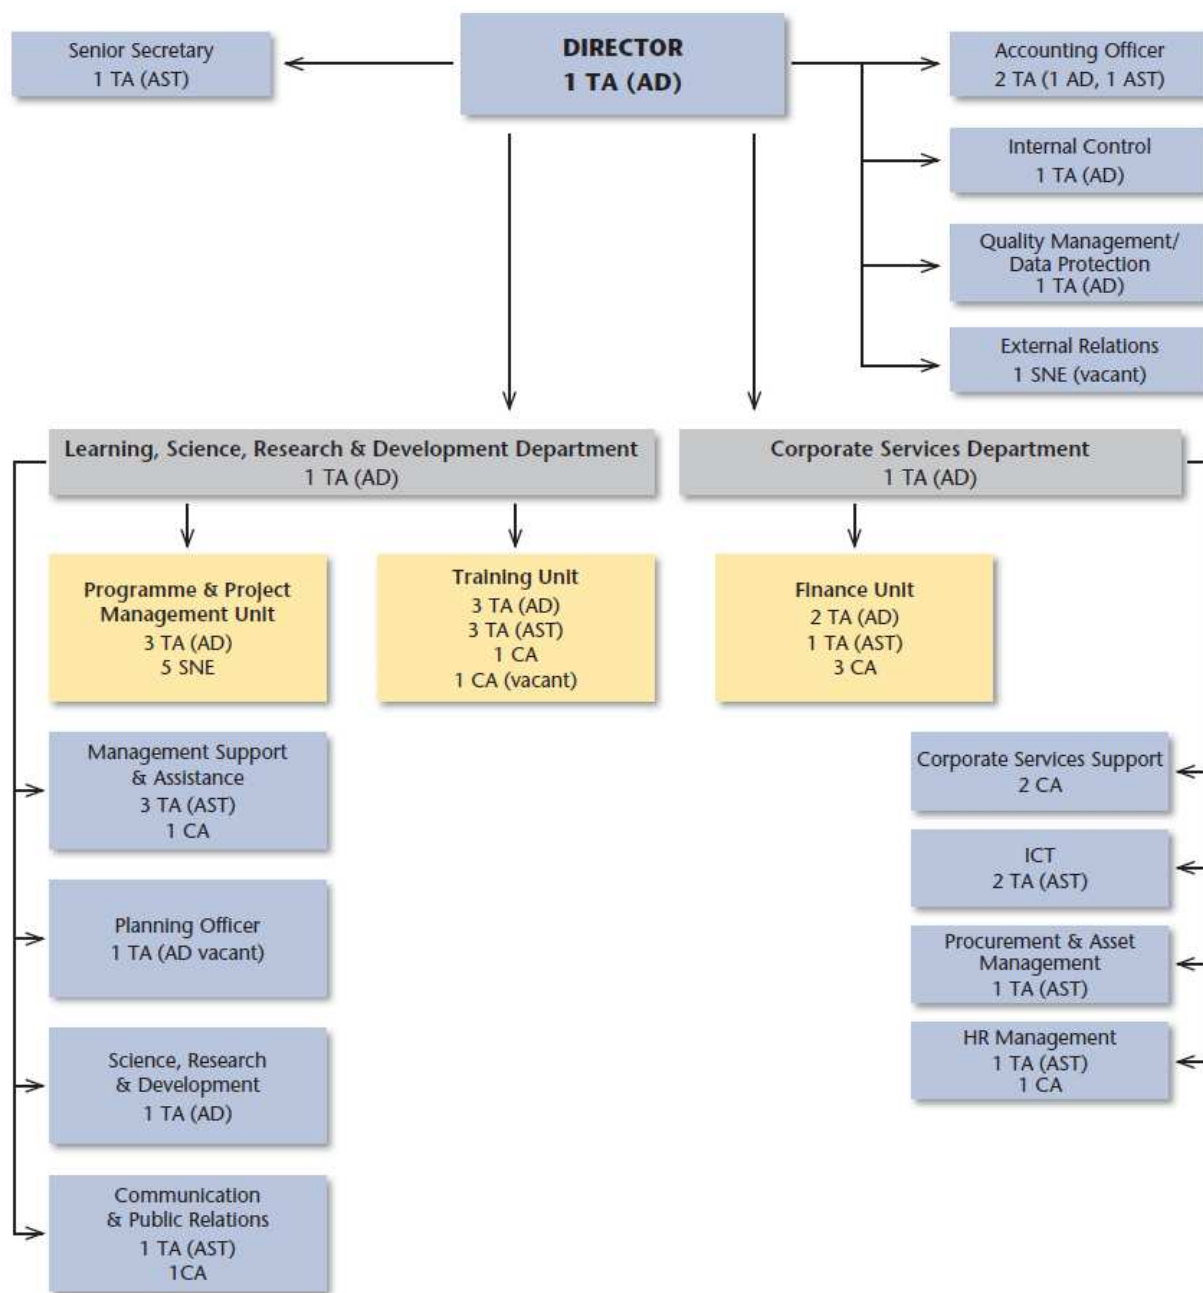 Senior Secretary
1 TA (AST)
DIRECTOR
1 TA (AD)
Accounting Officer
2 TA (1 AD, 1 AST)
Internal Control
1 TA (AD)
Quality Management/
Data Protection
1 TA (AD)
External Relations
1 SNE (vacant)
Learning, Science, Research & Development Department
1 TA (AD)
Corporate Services Department
1 TA (AD)
Programme & Project
Management Unit
3 TA (AD)
5 SNE
Training Unit
3 TA (AD)
3 TA (AST)
1 CA
1 CA (vacant)
Finance Unit
2 TA (AD)
1 TA (AST)
3 CA
Management Support
& Assistance
3 TA (AST)
1 CA
Planning Officer
1 TA (AD vacant)
Science, Research
& Development
1 TA (AD)
Communication
& Public Relations
1 TA (AST)
1CA
Corporate Services Support
2 CA
ICT
2 TA (AST)
Procurement & Asset
Management
1 TA (AST)
HR Management
1 TA (AST)
1 CA